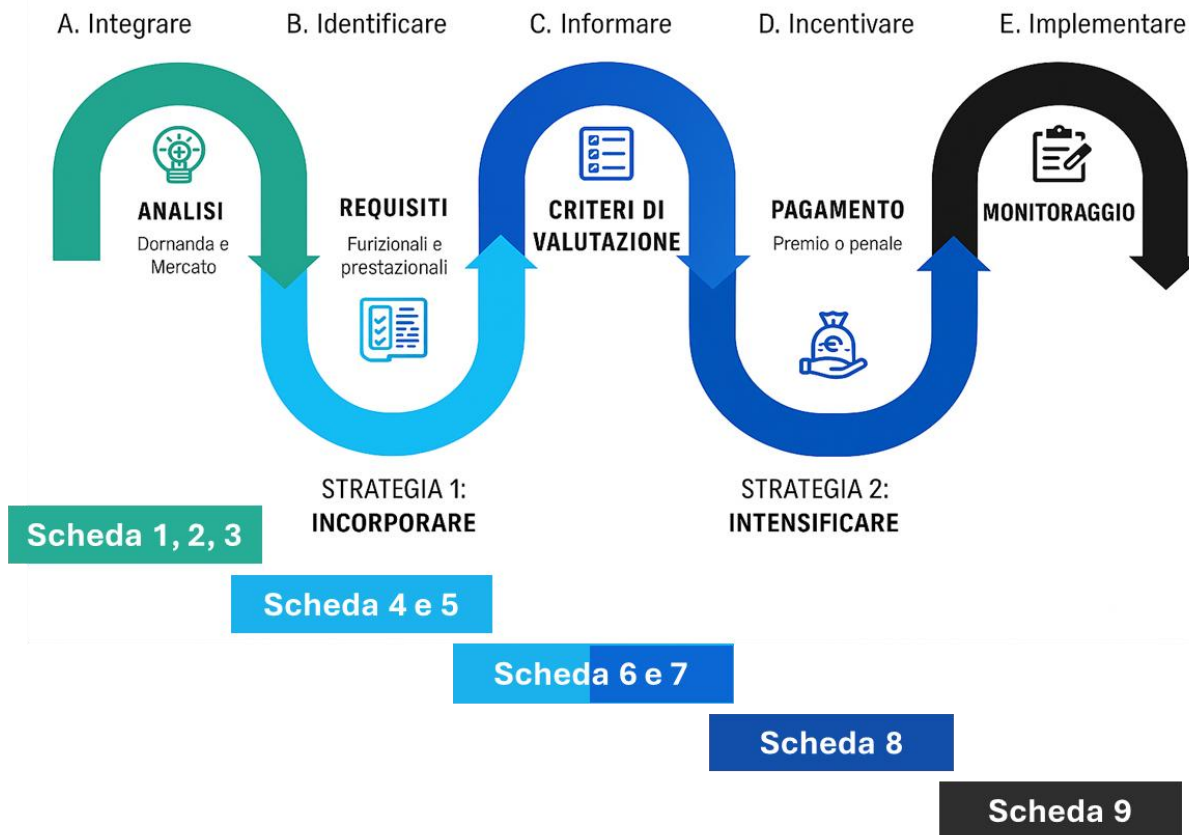 A. Integrare
B. Identificare
C. Informare
D. Incentivare
E. Implementare
ANALISI
Dornanda e
Mercato
REQUISITI
Furizionali e
prestazionali
CRITERI DI
VALUTAZIONE
PAGAMENTO
Premio o penale
MONITORAGGIO
STRATEGIA 1:
INCORPORARE
STRATEGIA 2:
INTENSIFICARE
Scheda 1, 2, 3
Scheda 4 e 5
Scheda 6 e 7
Scheda 8
Scheda 9